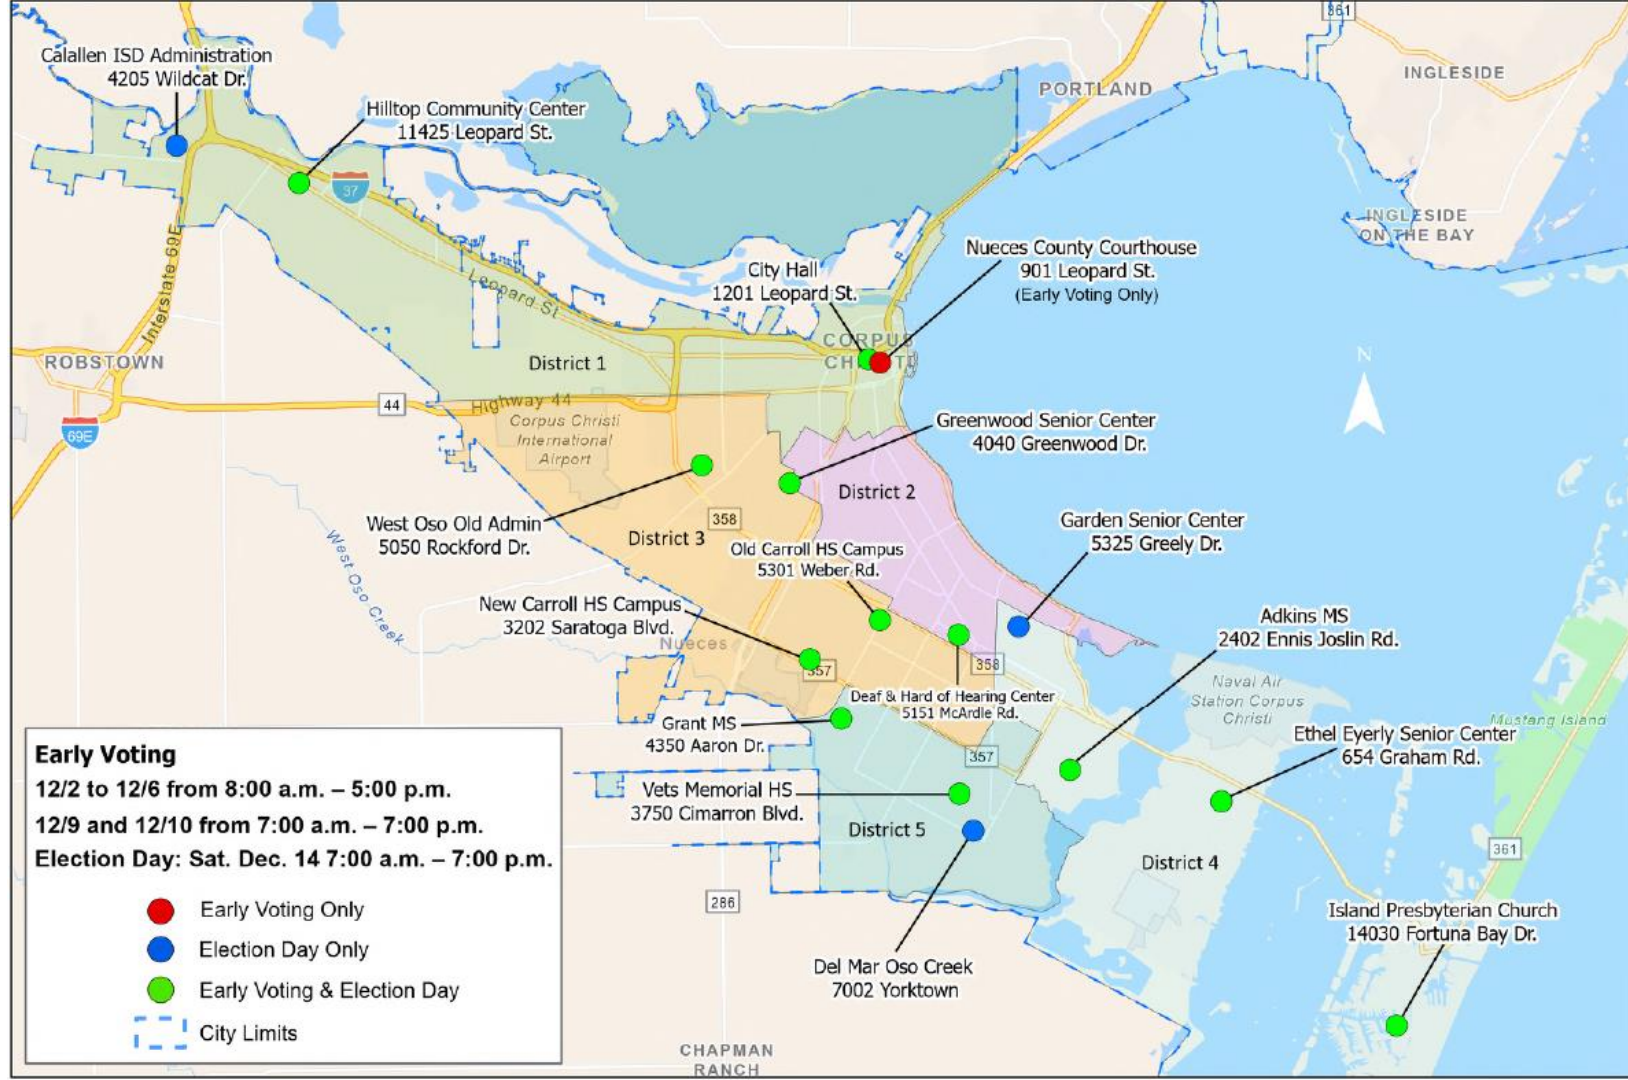 361
Calallen ISD Administration
4205 Wildcat Dr.
Hilltop Community Center
11425 Leopard St.
PORTLAND
INGLESIDE
37
INGLESIDE
ON THE BAY
Interstate 69E
Nueces County Courthouse
901 Leopard St.
(Early Voting Only)
City Hall
1201 Leopard St.
Leopard St
CORPUS
CHRISTI
ROBSTOWN
District 1
N
44
Highway 44
69E
Corpus Christi
International
Airport
Greenwood Senior Center
4040 Greenwood Dr.
District 2
West Oso Old Admin
5050 Rockford Dr.
358
District 3
Garden Senior Center
5325 Greely Dr.
Old Carroll HS Campus
5301 Weber Rd.
West Oso Creek
New Carroll HS Campus
3202 Saratoga Blvd.
Nueces
Adkins MS
2402 Ennis Joslin Rd.
357
358
Deaf & Hard of Hearing Center
5151 McArdle Rd.
Naval Air
Station Corpus
Christi
Mustang Island
Grant MS
4350 Aaron Dr.
357
Ethel Eyerly Senior Center
654 Graham Rd.
Vets Memorial HS
3750 Cimarron Blvd.
District 5
District 4
361
286
Island Presbyterian Church
14030 Fortuna Bay Dr.
Del Mar Oso Creek
7002 Yorktown
CHAPMAN
RANCH
Early Voting
12/2 to 12/6 from 8:00 a.m. – 5:00 p.m.
12/9 and 12/10 from 7:00 a.m. – 7:00 p.m.
Election Day: Sat. Dec. 14 7:00 a.m. – 7:00 p.m.
Early Voting Only
Election Day Only
Early Voting & Election Day
City Limits